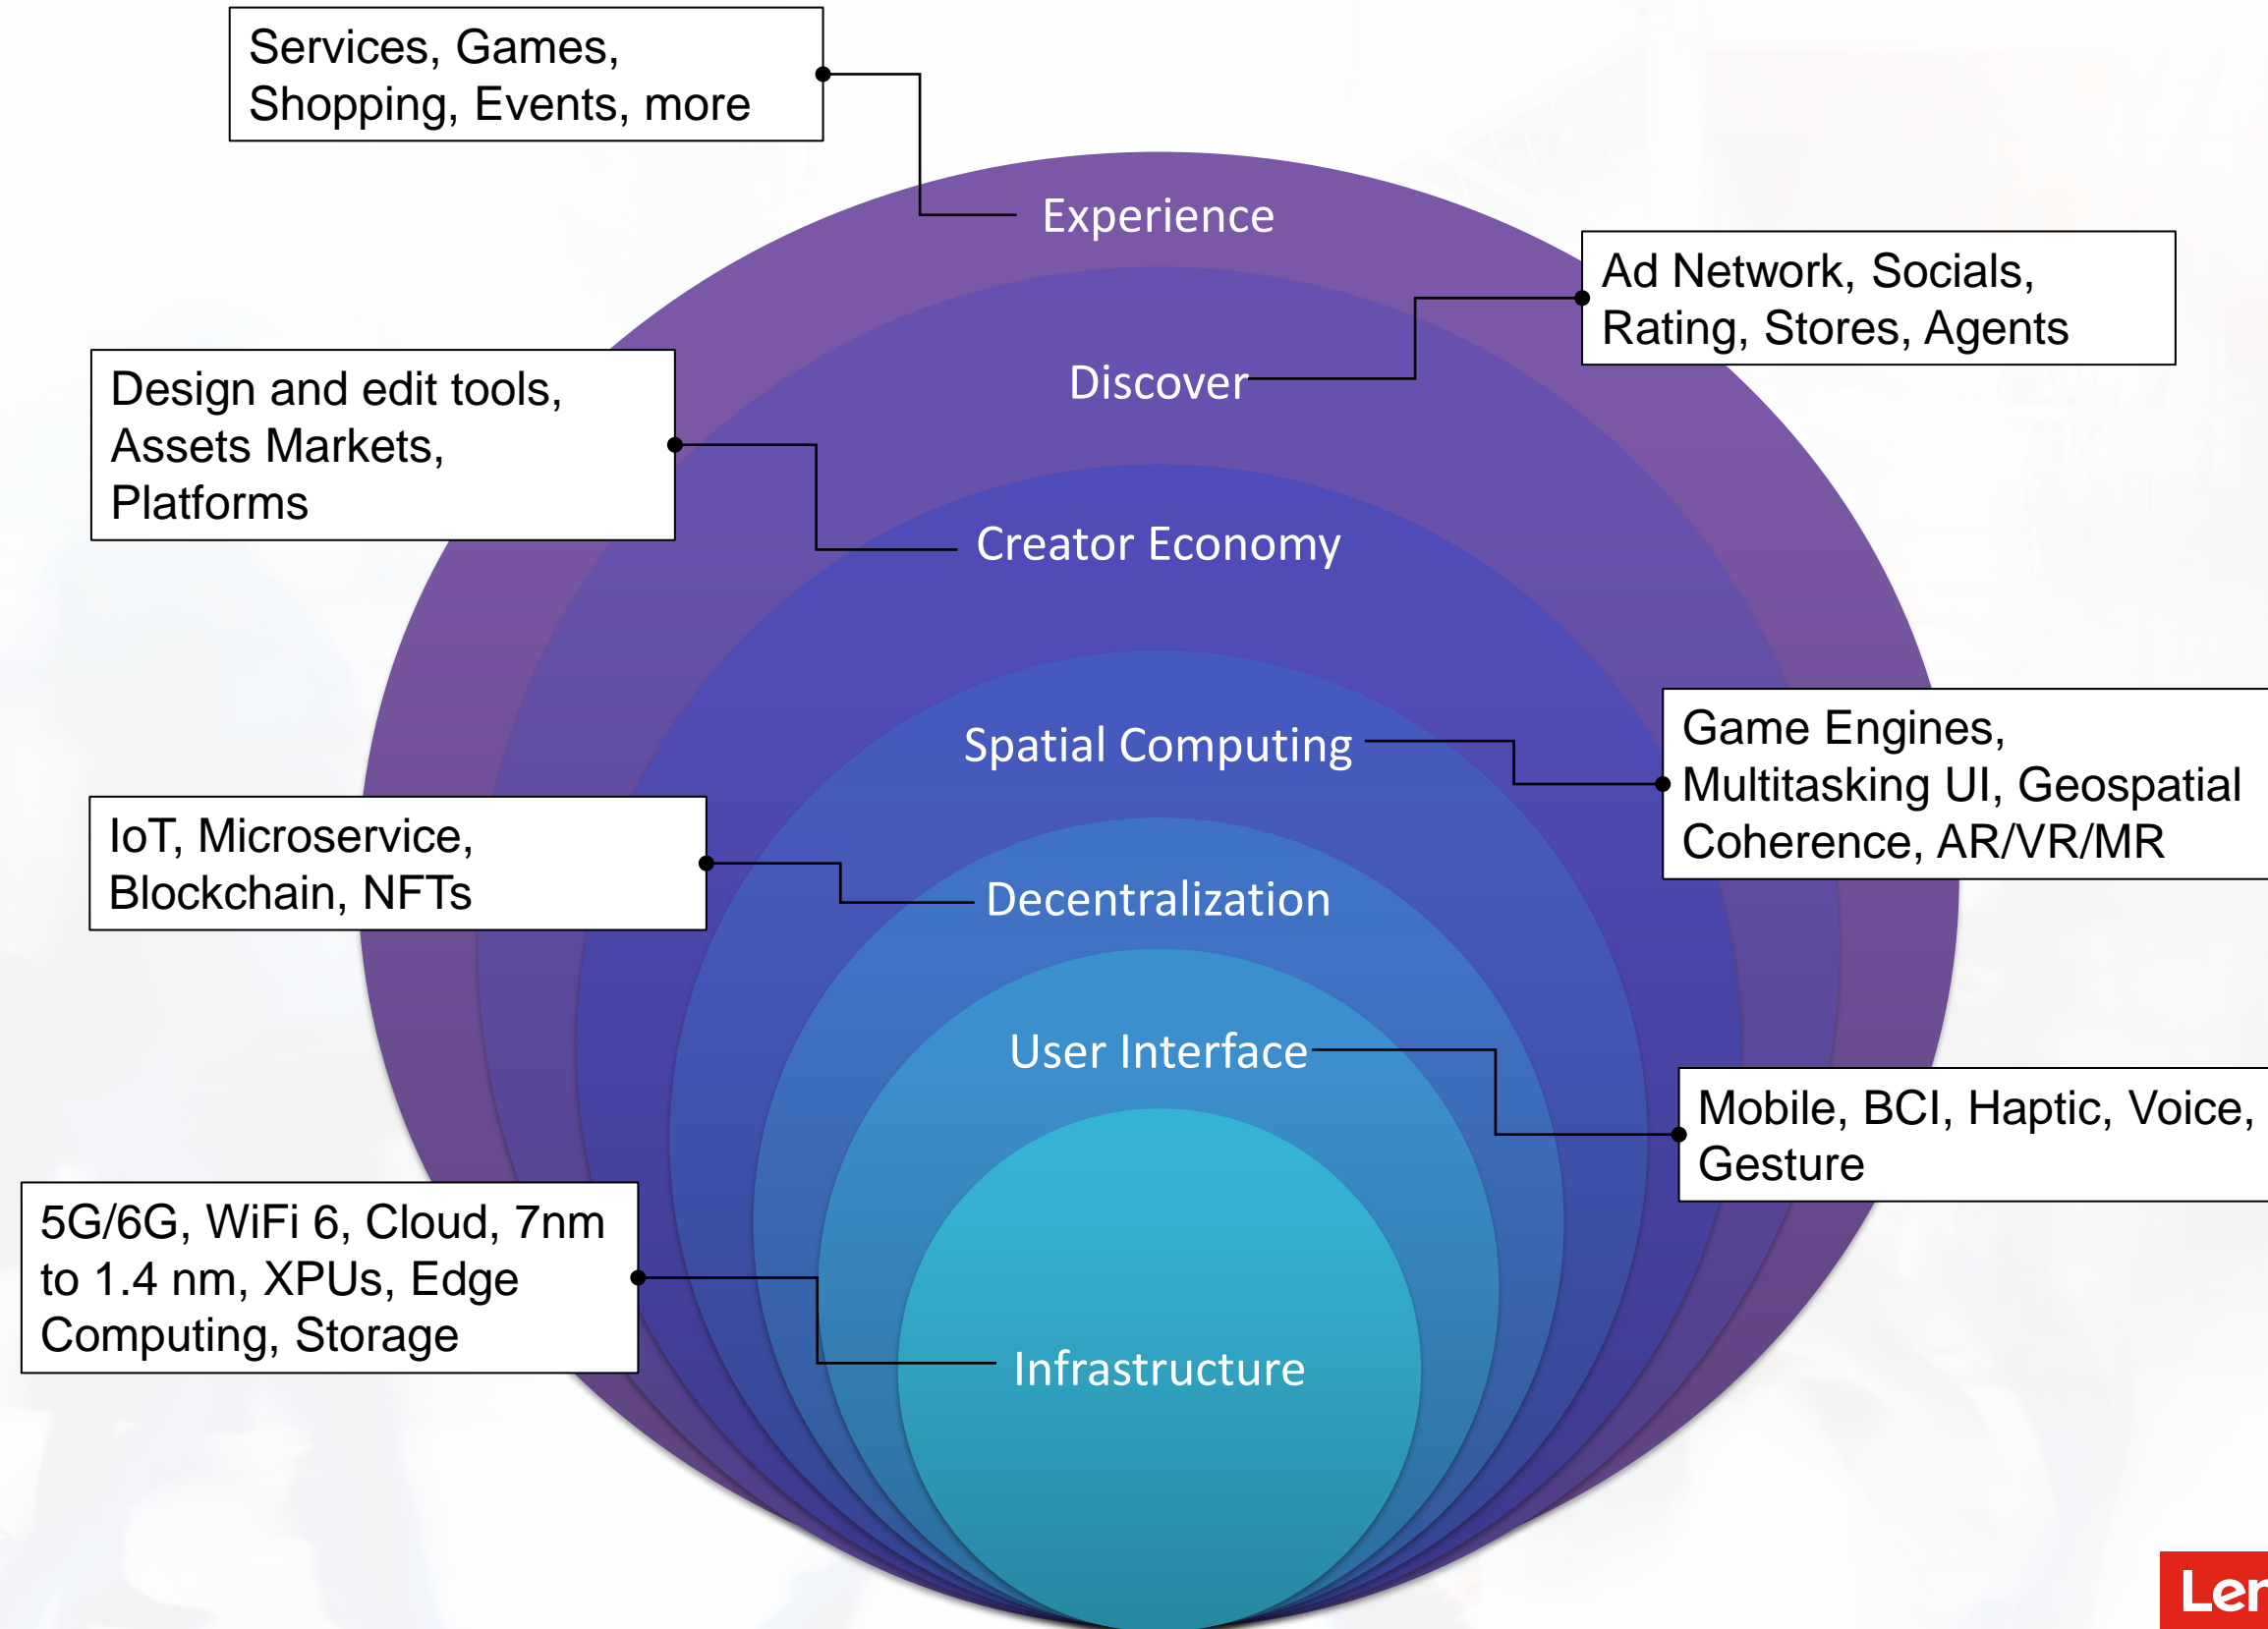 Services, Games,
Shopping, Events, more
Experience
Ad Network, Socials,
Rating, Stores, Agents
Discover
Design and edit tools,
Assets Markets,
Platforms
Creator Economy
Game Engines,
Multitasking UI, Geospatial
Coherence, AR/VR/MR
Spatial Computing
IoT, Microservice,
Blockchain, NFTs
Decentralization
User Interface
Mobile, BCI, Haptic, Voice,
Gesture
5G/6G, WiFi 6, Cloud, 7nm
to 1.4 nm, XPUs, Edge
Computing, Storage
Infrastructure